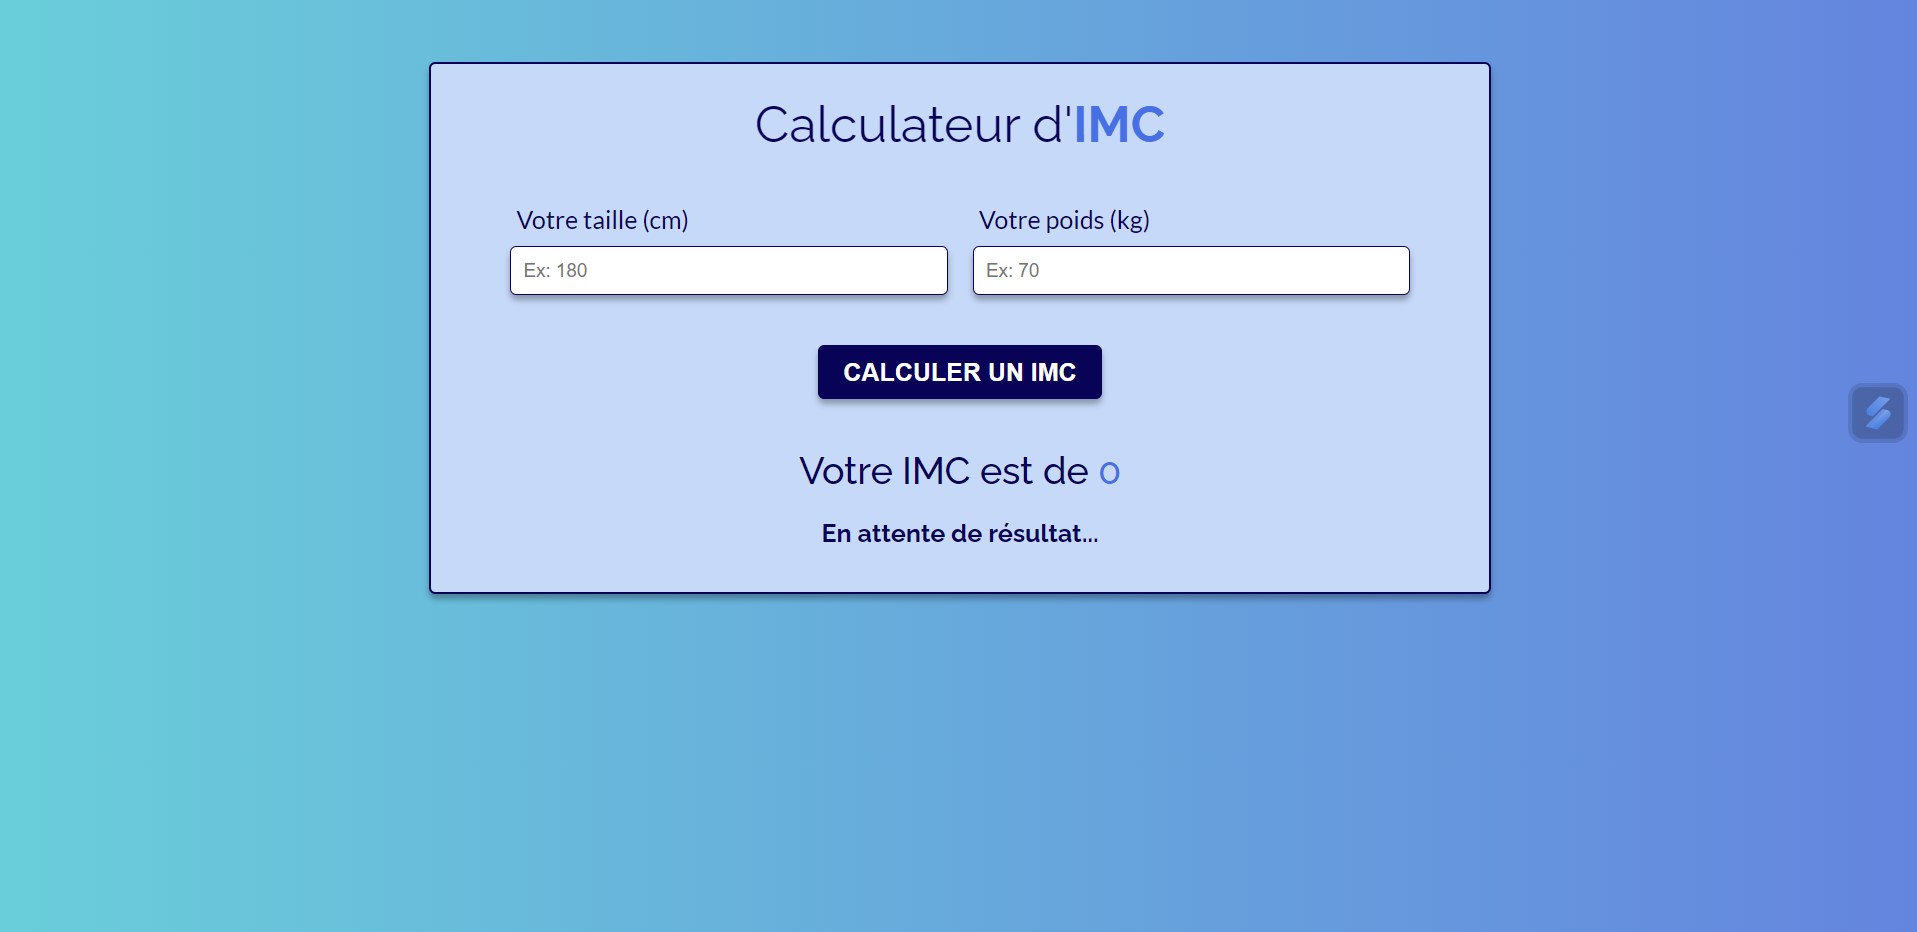 Calculateur d'IMC
Votre taille (cm)
Votre poids (kg)
Ex: 180
Ex: 70
CALCULER UN IMC
Votre IMC est de 0
En attente de résultat...